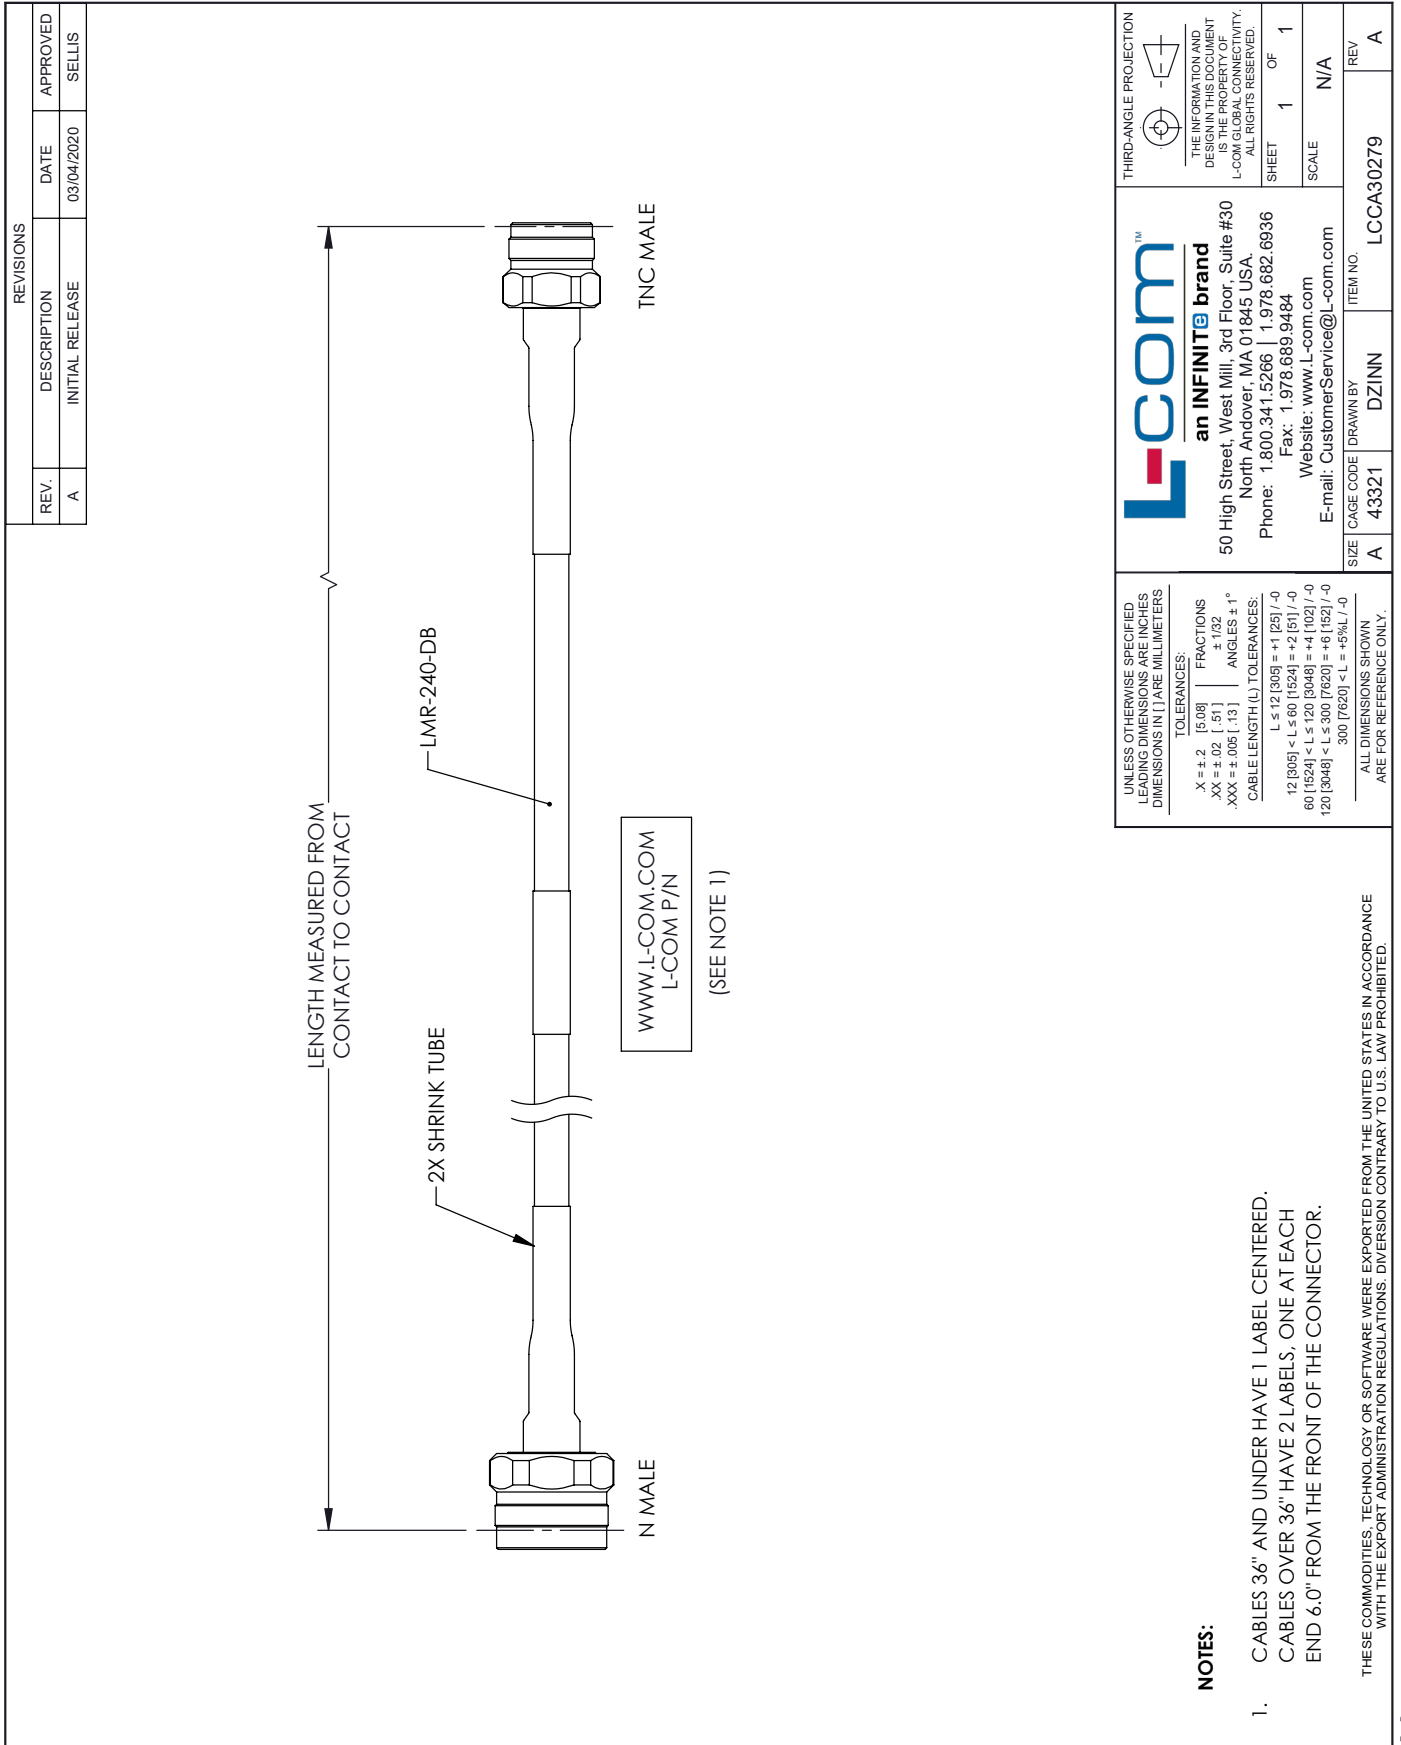 REVISIONS
REV. DESCRIPTION DATE APPROVED
A INITIAL RELEASE 03/04/2020 SELLIS
LENGTH MEASURED FROM
CONTACT TO CONTACT
2X SHRINK TUBE
LMR-240-DB
N MALE
TNC MALE
WWW.L-COM.COM
L-COM P/N
(SEE NOTE 1)
NOTES:
1. CABLES 36" AND UNDER HAVE 1 LABEL CENTERED.
CABLES OVER 36" HAVE 2 LABELS, ONE AT EACH
END 6.0" FROM THE FRONT OF THE CONNECTOR.
THESE COMMODITIES, TECHNOLOGY OR SOFTWARE WERE EXPORTED FROM THE UNITED STATES IN ACCORDANCE
WITH THE EXPORT ADMINISTRATION REGULATIONS. DIVERSION CONTRARY TO U.S. LAW PROHIBITED.
UNLESS OTHERWISE SPECIFIED
LEADING DIMENSIONS ARE INCHES
DIMENSIONS IN [ ] ARE MILLIMETERS
TOLERANCES:
.X = ± .2 [5.08] FRACTIONS
.XX = ± .02 [ .51 ] ± 1/32
.XXX = ± .005 [ .13 ] ANGLES ± 1°
CABLE LENGTH (L) TOLERANCES:
L ≤ 12 [305] = +1 [25] / -0
12 [305] < L ≤ 60 [1524] = +2 [51] / -0
60 [1524] < L ≤ 120 [3048] = +4 [102] / -0
120 [3048] < L ≤ 300 [7620] = +6 [152] / -0
300 [7620] < L = +5%L / -0
ALL DIMENSIONS SHOWN
ARE FOR REFERENCE ONLY.
L-com™
an INFINITe brand
50 High Street, West Mill, 3rd Floor, Suite #30
North Andover, MA 01845 USA.
Phone: 1.800.341.5266 | 1.978.682.6936
Fax: 1.978.689.9484
Website: www.L-com.com
E-mail: CustomerService@L-com.com
THIRD-ANGLE PROJECTION
THE INFORMATION AND
DESIGN IN THIS DOCUMENT
IS THE PROPERTY OF
L-COM GLOBAL CONNECTIVITY.
ALL RIGHTS RESERVED.
SHEET 1 OF 1
SCALE N/A
SIZE A
CAGE CODE 43321
DRAWN BY DZINN
ITEM NO. LCCA30279
REV A